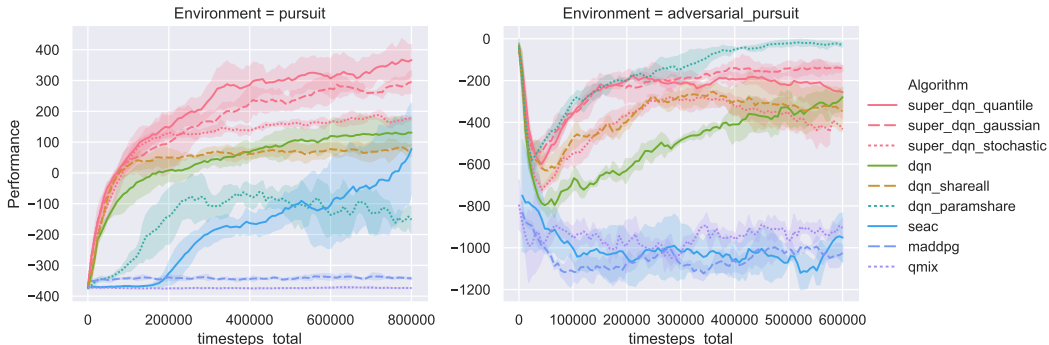 Environment = pursuit
Environment = adversarial_pursuit
Performance
400
300
200
100
0
−100
−200
−300
−400
0
200000
400000
600000
800000
timesteps_total
0
−200
−400
−600
−800
−1000
−1200
0
100000
200000
300000
400000
500000
600000
timesteps_total
Algorithm
super_dqn_quantile
super_dqn_gaussian
super_dqn_stochastic
dqn
dqn_shareall
dqn_paramshare
seac
maddpg
qmix